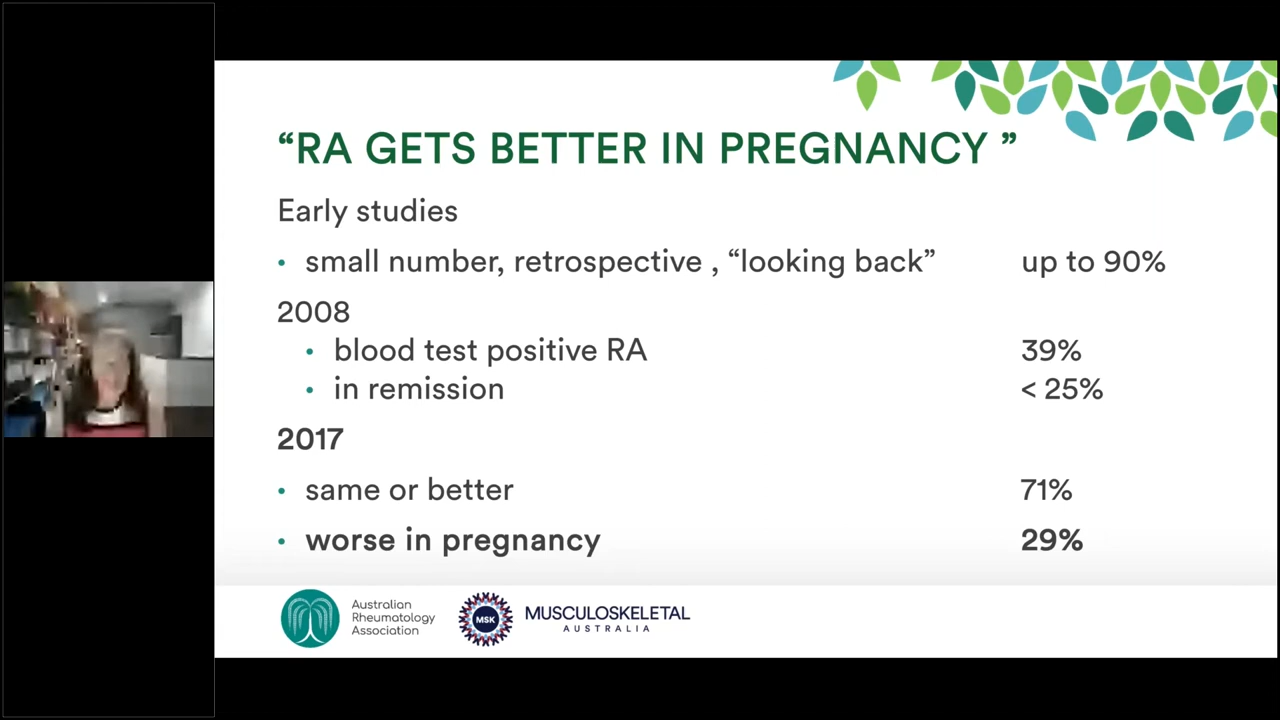 “RA GETS BETTER IN PREGNANCY ”
Early studies
• small number, retrospective , “looking back” up to 90%
2008
• blood test positive RA 39%
• in remission < 25%
2017
• same or better 71%
• worse in pregnancy 29%
Australian
Rheumatology
Association
MSK
MUSCULOSKELETAL
AUSTRALIA